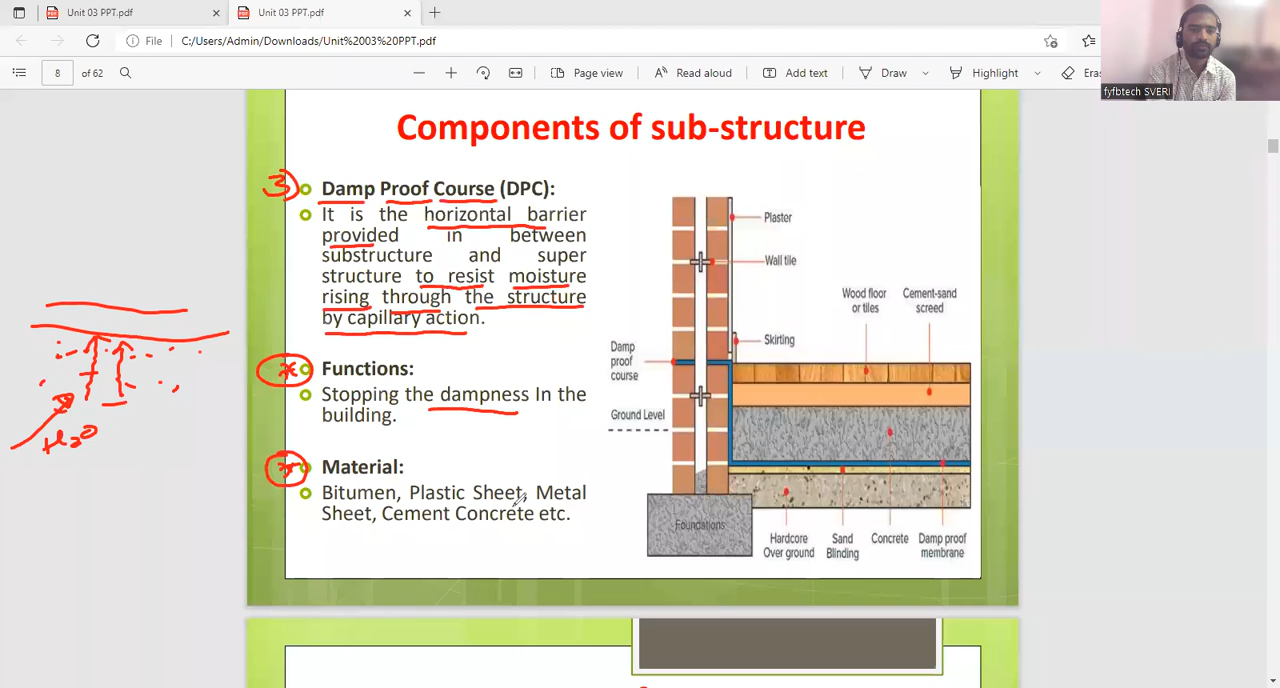 Unit 03 PPT.pdf
Unit 03 PPT.pdf
File C:/Users/Admin/Downloads/Unit%2003%20PPT.pdf
8 of 62 Page view Read aloud Add text Draw Highlight Eras
fyfbtech SVERI
Components of sub-structure
3) Damp Proof Course (DPC):
It is the horizontal barrier
provided in between
substructure and super
structure to resist moisture
rising through the structure
by capillary action.
Functions:
Stopping the dampness In the
building.
Material:
Bitumen, Plastic Sheet, Metal
Sheet, Cement Concrete etc.
H2O
Plaster
Wall tile
Wood floor
or tiles
Cement-sand
screed
Skirting
Damp
proof
course
Ground Level
Foundations
Hardcore
Over ground
Sand
Blinding
Concrete
Damp proof
membrane